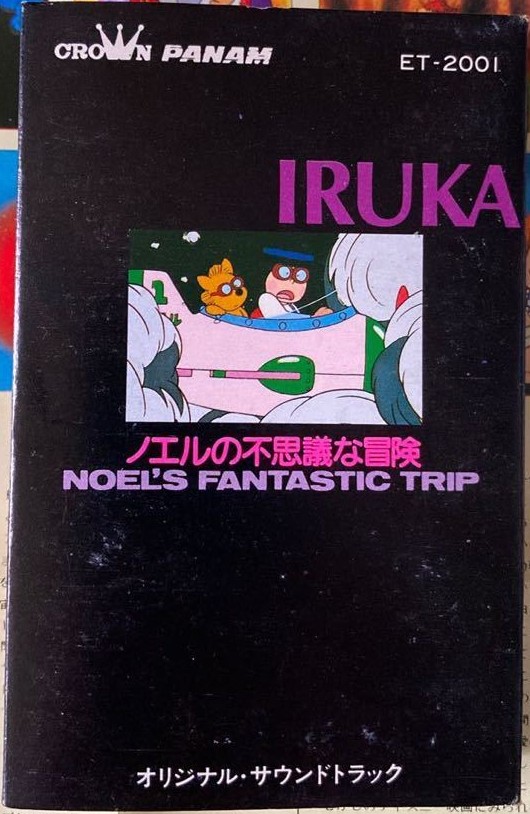 CROWN PANAM
ET-2001
IRUKA
ノエルの不思議な冒険
NOEL'S FANTASTIC TRIP
オリジナル・サウンドトラック